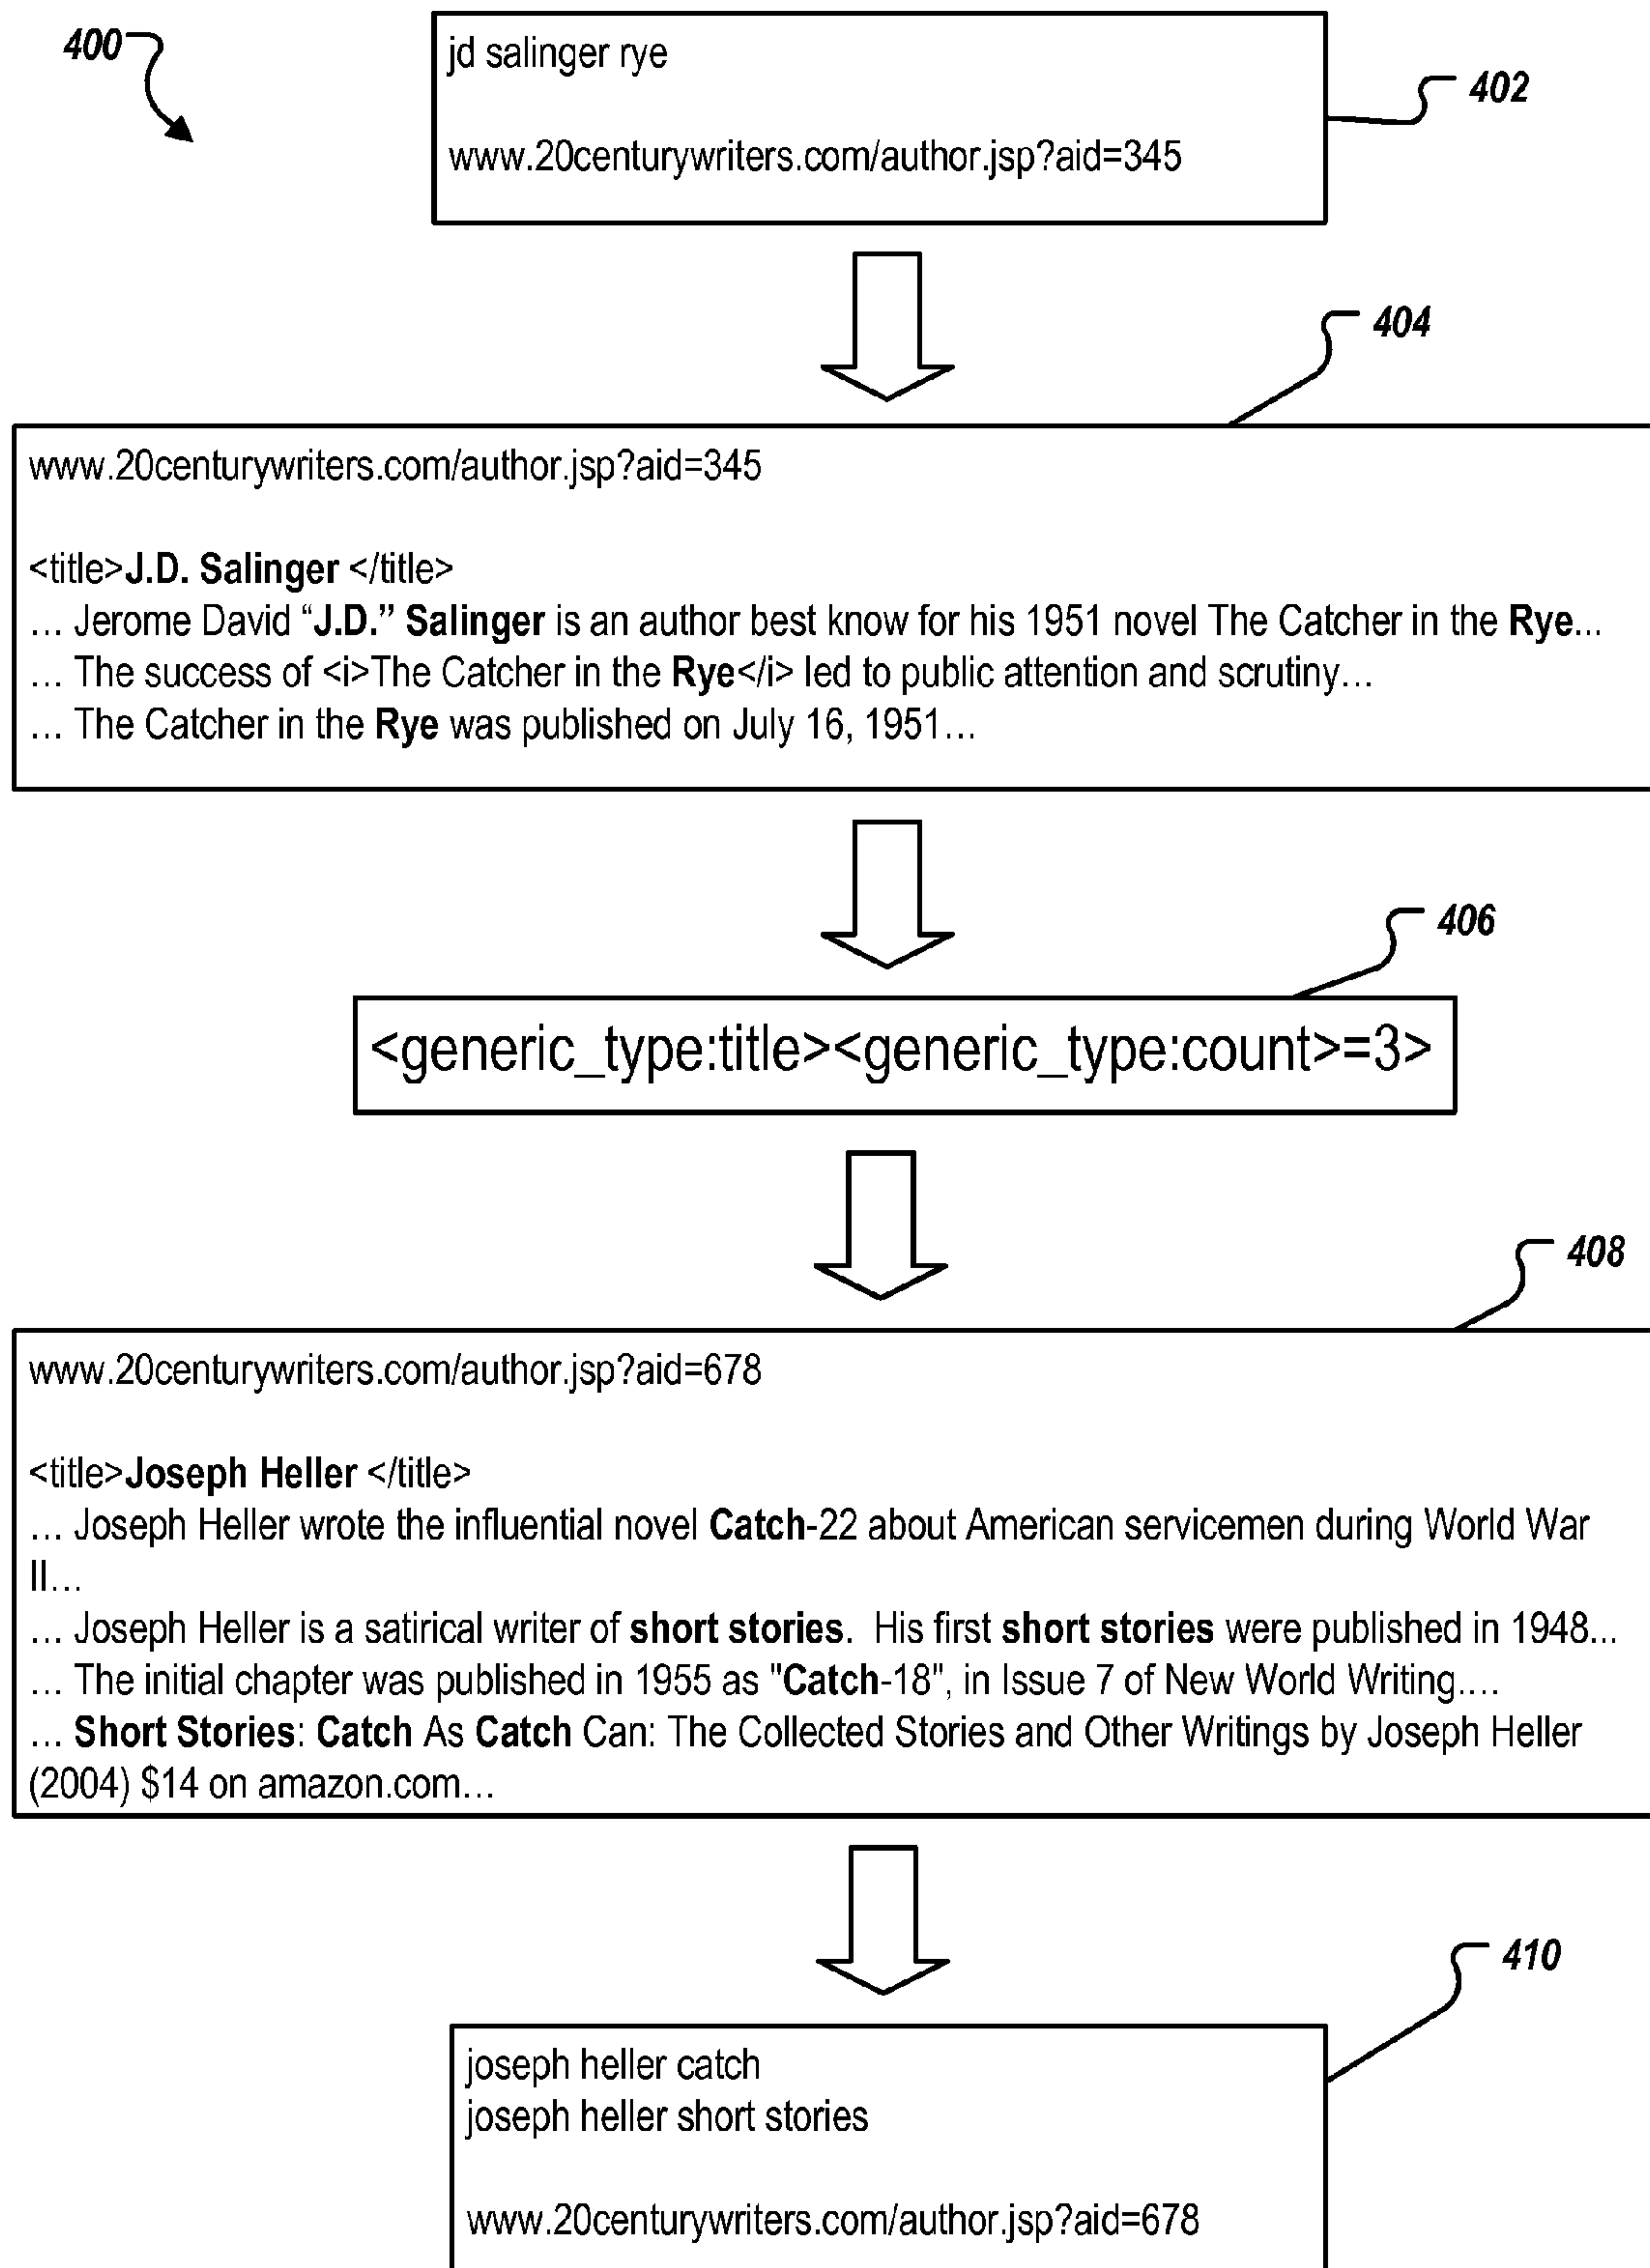 400
jd salinger rye
402
www.20centurywriters.com/author.jsp?aid=345
404
www.20centurywriters.com/author.jsp?aid=345
<title>J.D. Salinger </title>
... Jerome David “J.D.” Salinger is an author best know for his 1951 novel The Catcher in the Rye...
... The success of <i>The Catcher in the Rye</i> led to public attention and scrutiny...
... The Catcher in the Rye was published on July 16, 1951...
406
<generic_type:title><generic_type:count>=3>
408
www.20centurywriters.com/author.jsp?aid=678
<title>Joseph Heller </title>
... Joseph Heller wrote the influential novel Catch-22 about American servicemen during World War
II...
... Joseph Heller is a satirical writer of short stories.  His first short stories were published in 1948...
... The initial chapter was published in 1955 as "Catch-18", in Issue 7 of New World Writing....
... Short Stories: Catch As Catch Can: The Collected Stories and Other Writings by Joseph Heller
(2004) $14 on amazon.com...
410
joseph heller catch
joseph heller short stories
www.20centurywriters.com/author.jsp?aid=678